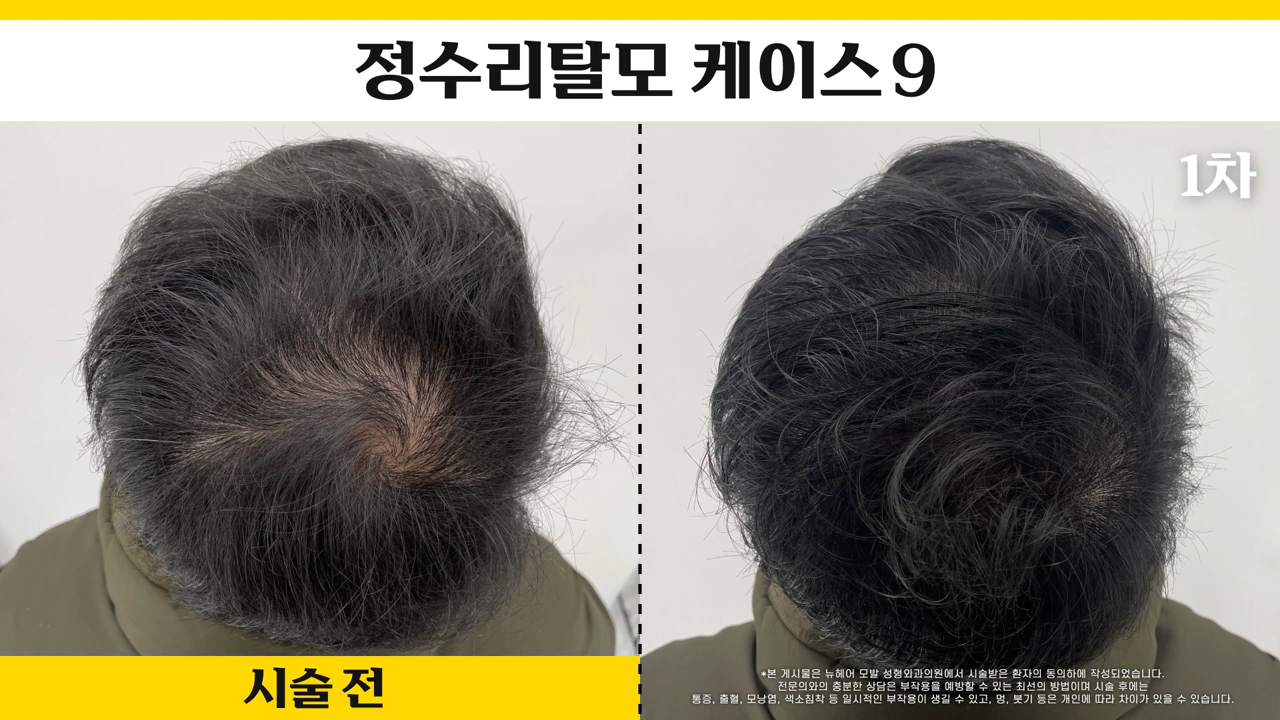 정수리탈모 케이스9
1차
시술 전
*본 게시물은 뉴헤어 모발 성형외과의원에서 시술받은 환자의 동의하에 작성되었습니다.
전문의와의 충분한 상담은 부작용을 예방할 수 있는 최선의 방법이며 시술 후에는
통증, 출혈, 모낭염, 색소침착 등 일시적인 부작용이 생길 수 있고, 멍, 붓기 등은 개인에 따라 차이가 있을 수 있습니다.